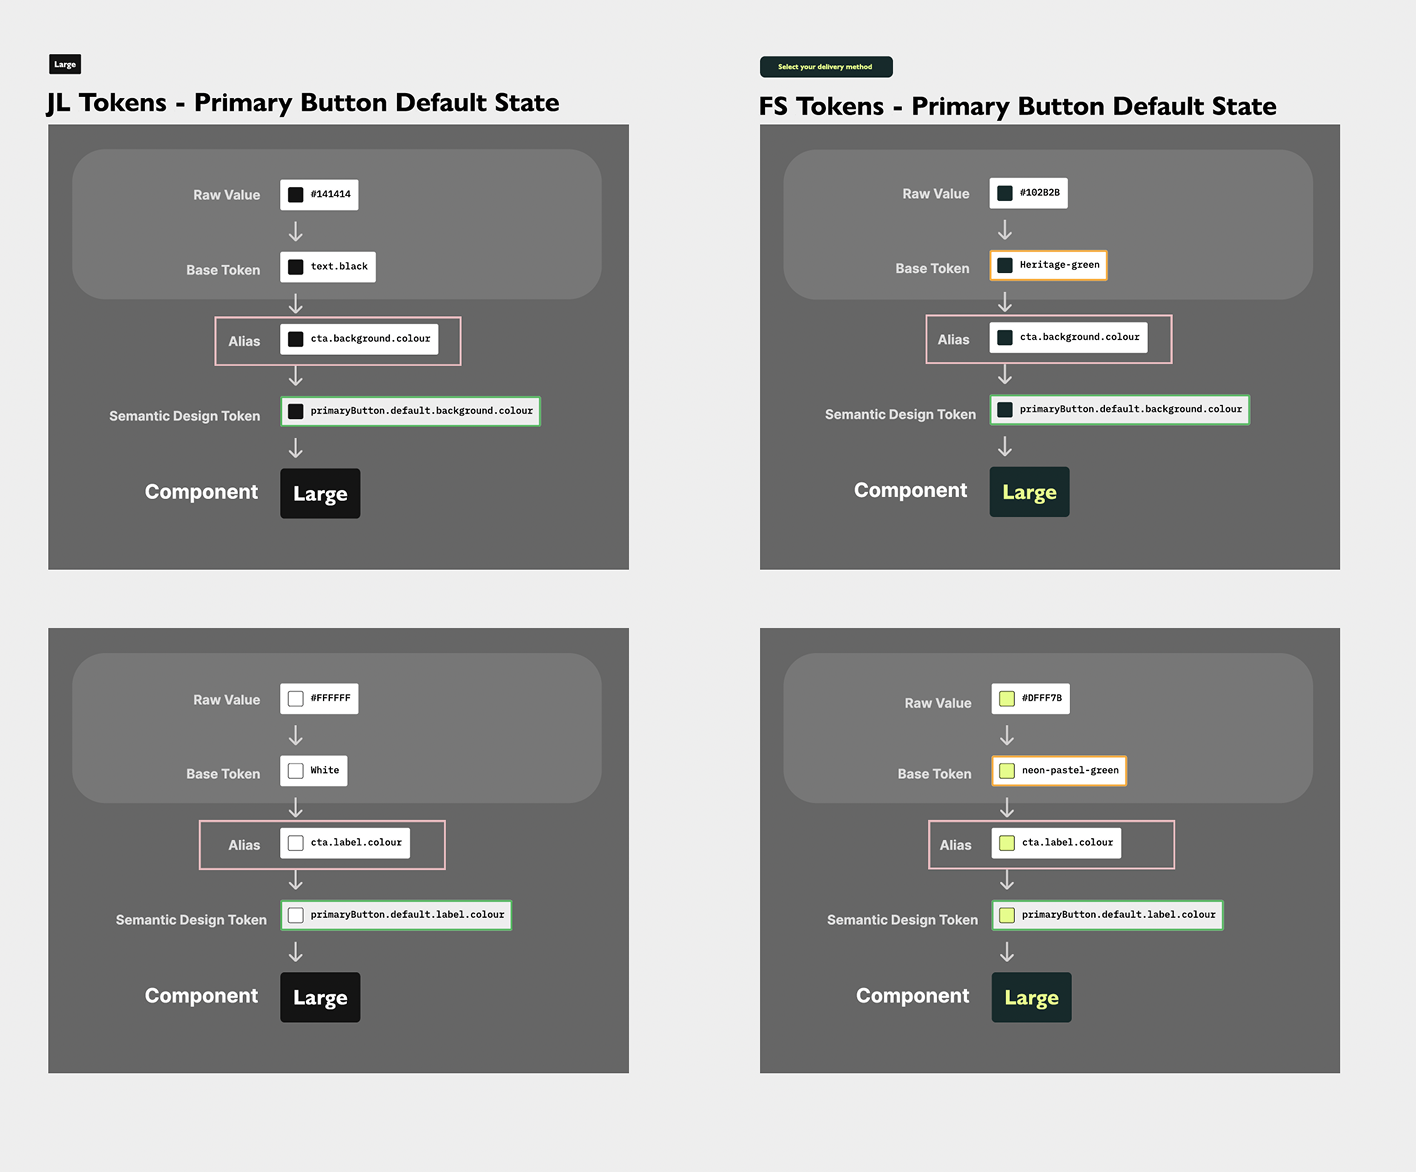 Large
JL Tokens - Primary Button Default State
Raw Value
#141414
Base Token
text.black
Alias
cta.background.colour
Semantic Design Token
primaryButton.default.background.colour
Component
Large
Select your delivery method
FS Tokens - Primary Button Default State
Raw Value
#102B2B
Base Token
Heritage-green
Alias
cta.background.colour
Semantic Design Token
primaryButton.default.background.colour
Component
Large
Raw Value
#FFFFFF
Base Token
White
Alias
cta.label.colour
Semantic Design Token
primaryButton.default.label.colour
Component
Large
Raw Value
#DFFF7B
Base Token
neon-pastel-green
Alias
cta.label.colour
Semantic Design Token
primaryButton.default.label.colour
Component
Large